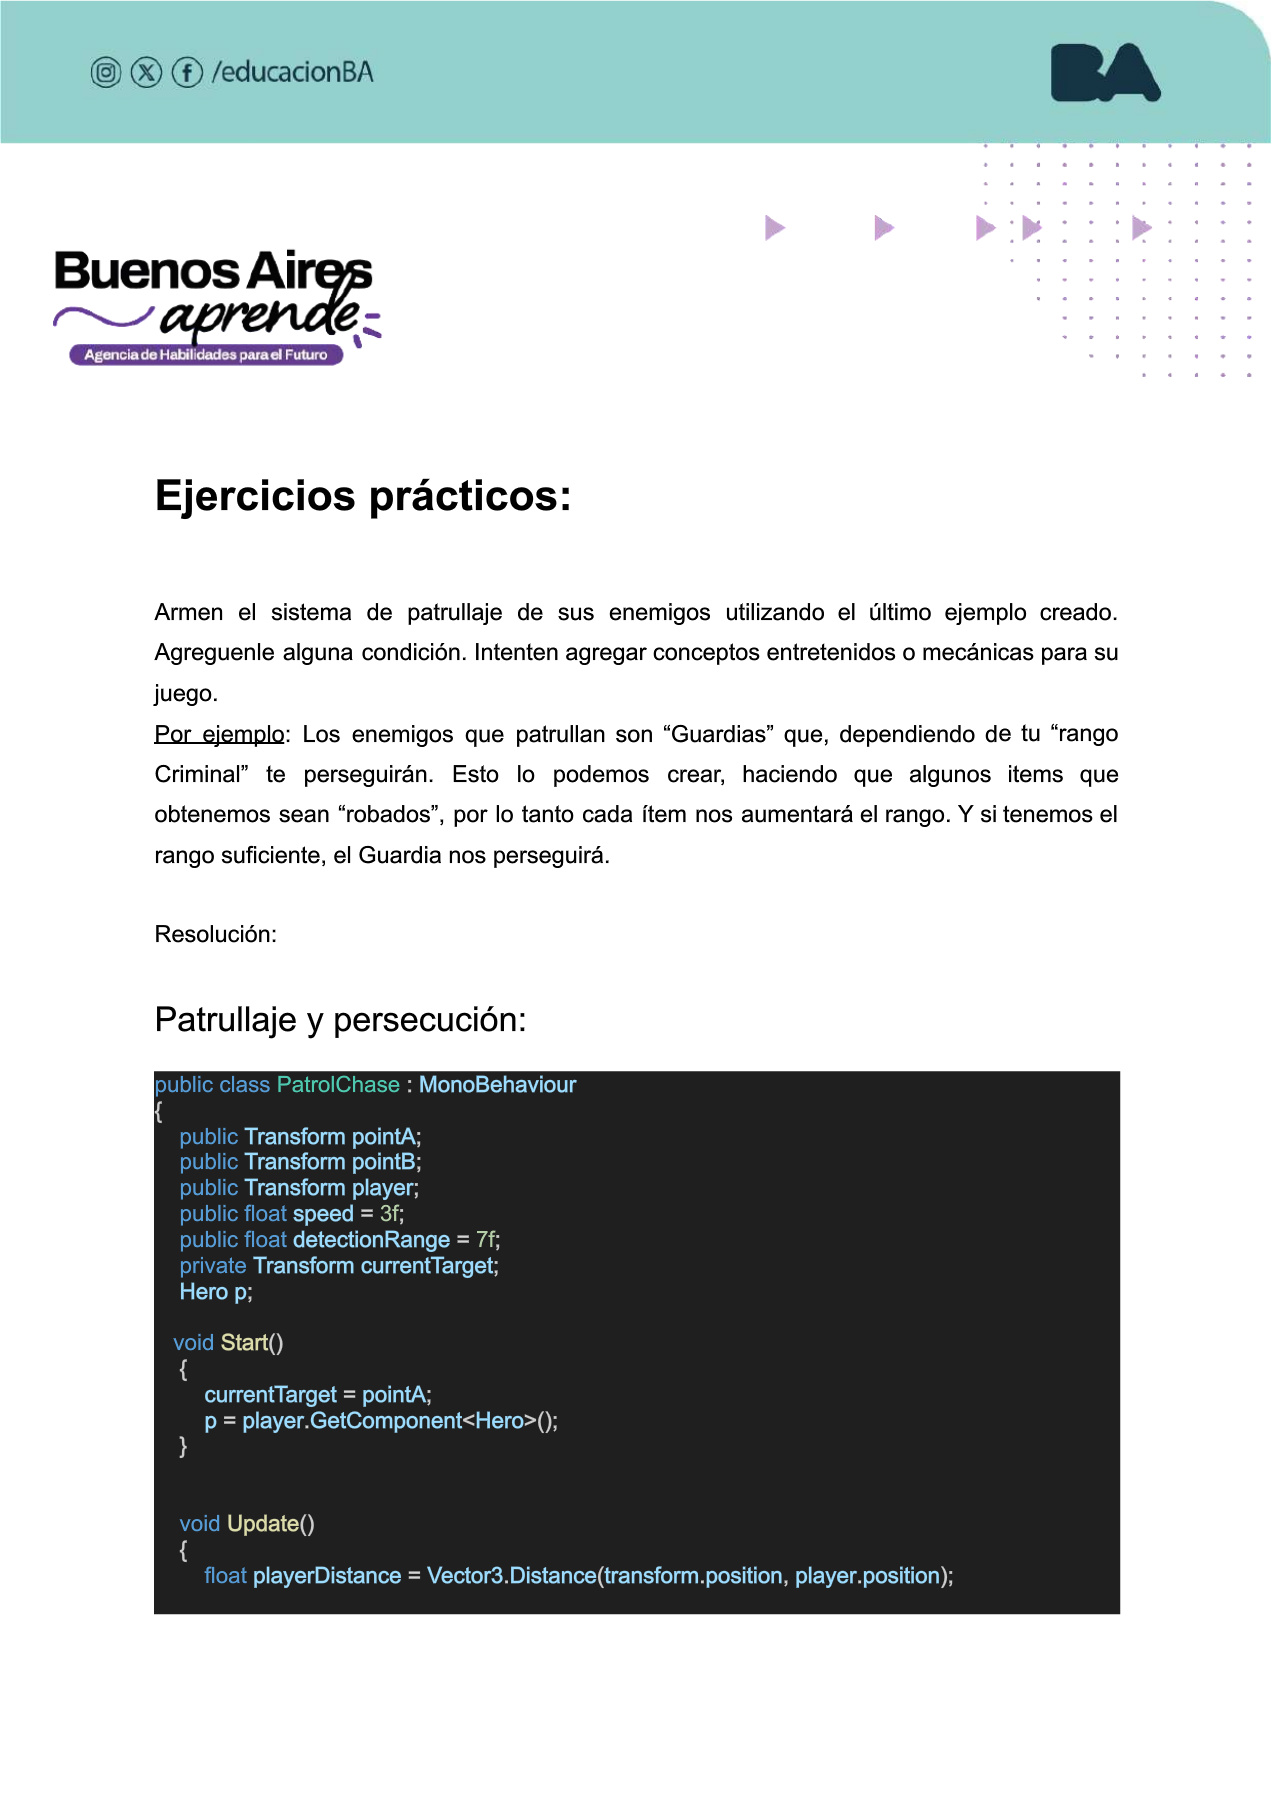 /educacionBA
BA
Buenos Aires
aprende
Agencia de Habilidades para el Futuro
Ejercicios prácticos:
Armen el sistema de patrullaje de sus enemigos utilizando el último ejemplo creado.
Agreguenle alguna condición. Intenten agregar conceptos entretenidos o mecánicas para su
juego.
Por ejemplo: Los enemigos que patrullan son “Guardias” que, dependiendo de tu “rango
Criminal” te perseguirán. Esto lo podemos crear, haciendo que algunos items que
obtenemos sean “robados”, por lo tanto cada ítem nos aumentará el rango. Y si tenemos el
rango suficiente, el Guardia nos perseguirá.
Resolución:
Patrullaje y persecución:
public class PatrolChase : MonoBehaviour
{
    public Transform pointA;
    public Transform pointB;
    public Transform player;
    public float speed = 3f;
    public float detectionRange = 7f;
    private Transform currentTarget;
    Hero p;
   void Start()
    {
        currentTarget = pointA;
        p = player.GetComponent<Hero>();
    }
    void Update()
    {
        float playerDistance = Vector3.Distance(transform.position, player.position);